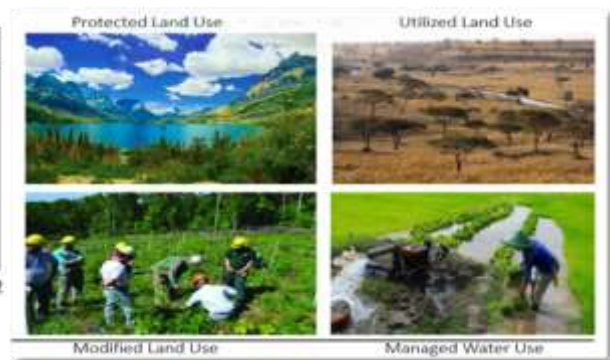 Protected Land Use
Utilized Land Use
Modified Land Use
Managed Water Use